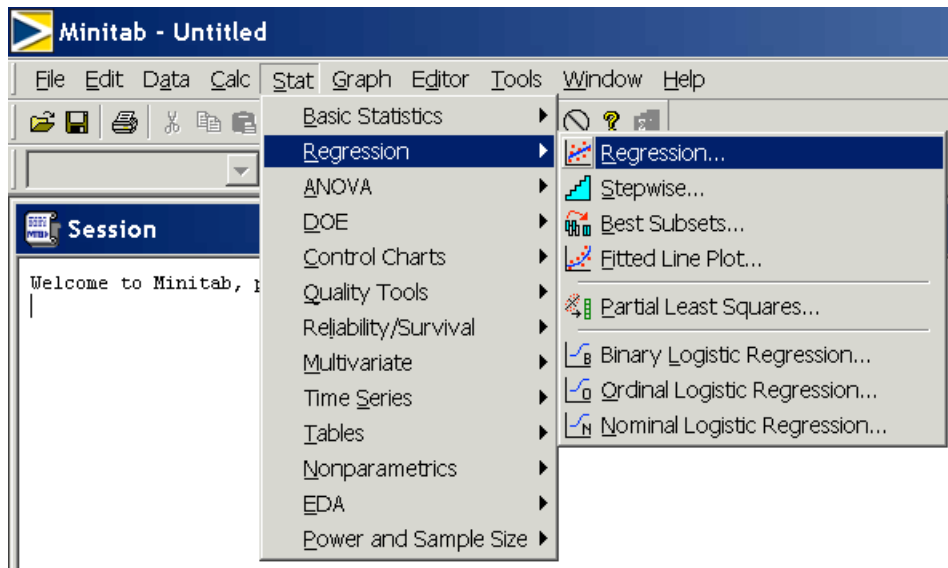 Minitab - Untitled
File Edit Data Calc Stat Graph Editor Tools Window Help
Basic Statistics
Regression
Regression...
ANOVA
Stepwise...
DOE
Best Subsets...
Session
Control Charts
Fitted Line Plot...
Welcome to Minitab,
Quality Tools
Partial Least Squares...
Reliability/Survival
Multivariate
Binary Logistic Regression...
Time Series
Ordinal Logistic Regression...
Tables
Nominal Logistic Regression...
Nonparametrics
EDA
Power and Sample Size